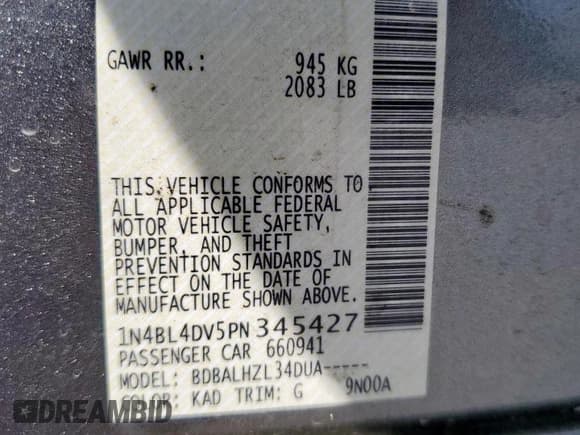 GAWR RR.: 945 KG
2083 LB
THIS VEHICLE CONFORMS TO
ALL APPLICABLE FEDERAL
MOTOR VEHICLE SAFETY,
BUMPER, AND THEFT
PREVENTION STANDARDS IN
EFFECT ON THE DATE OF
MANUFACTURE SHOWN ABOVE.
1N4BL4DV5PN345427
PASSENGER CAR 660941
MODEL: BDBALHZL34DUA-----
COLOR: KAD TRIM: G 9N00A
DREAMBID